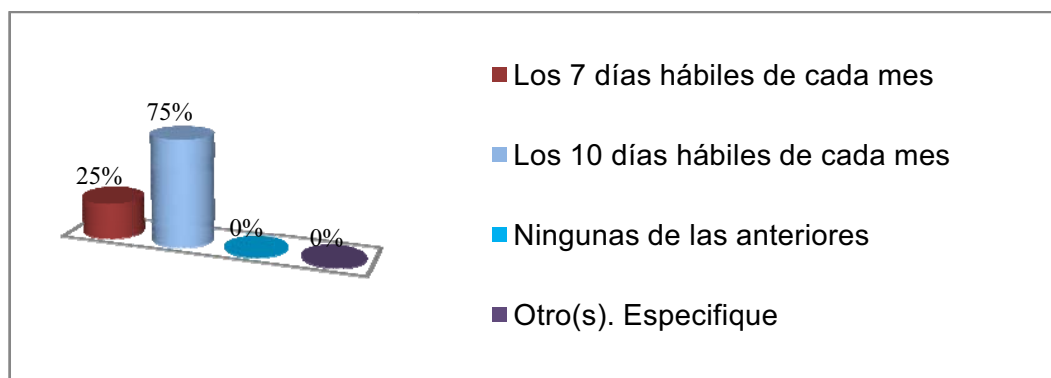 75%
25%
0%
0%
Los 7 días hábiles de cada mes
Los 10 días hábiles de cada mes
Ningunas de las anteriores
Otro(s). Especifique